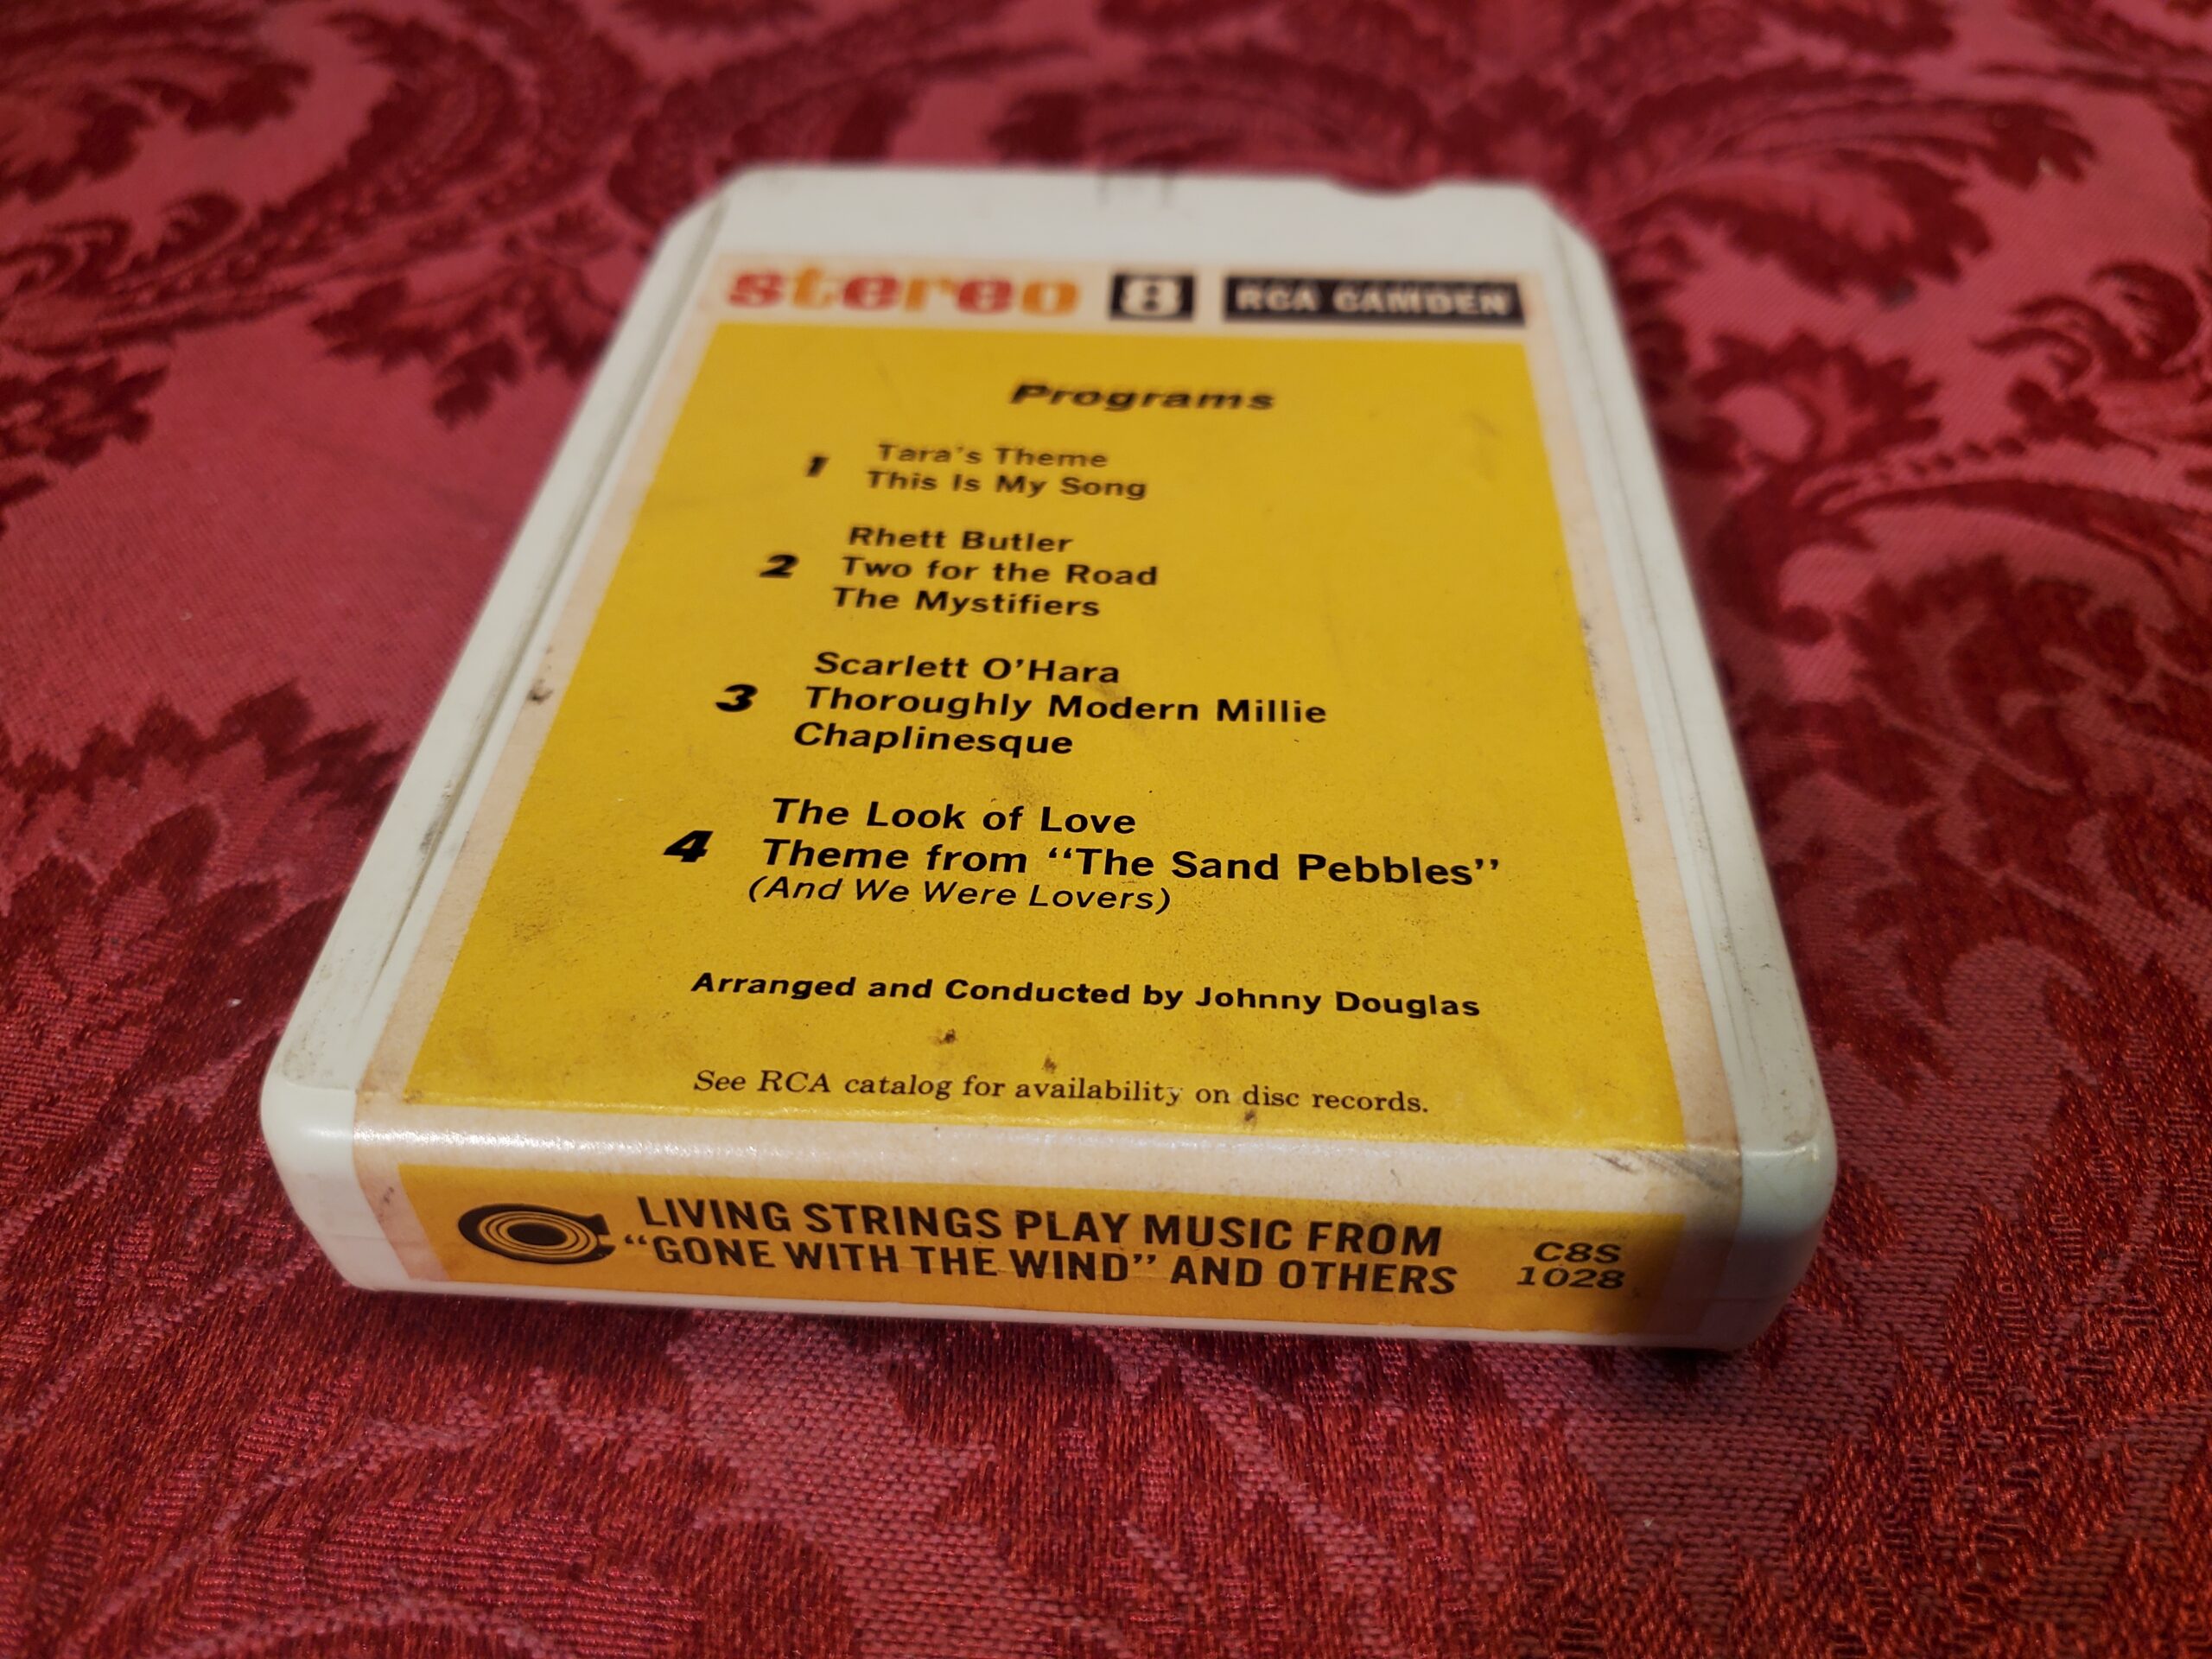 stereo 8 RCA CAMDEN
Programs
1
Tara's Theme
This Is My Song
2
Rhett Butler
Two for the Road
The Mystifiers
3
Scarlett O'Hara
Thoroughly Modern Millie
Chaplinesque
4
The Look of Love
Theme from “The Sand Pebbles”
(And We Were Lovers)
Arranged and Conducted by Johnny Douglas
See RCA catalog for availability on disc records.
LIVING STRINGS PLAY MUSIC FROM
“GONE WITH THE WIND” AND OTHERS
C8S
1028